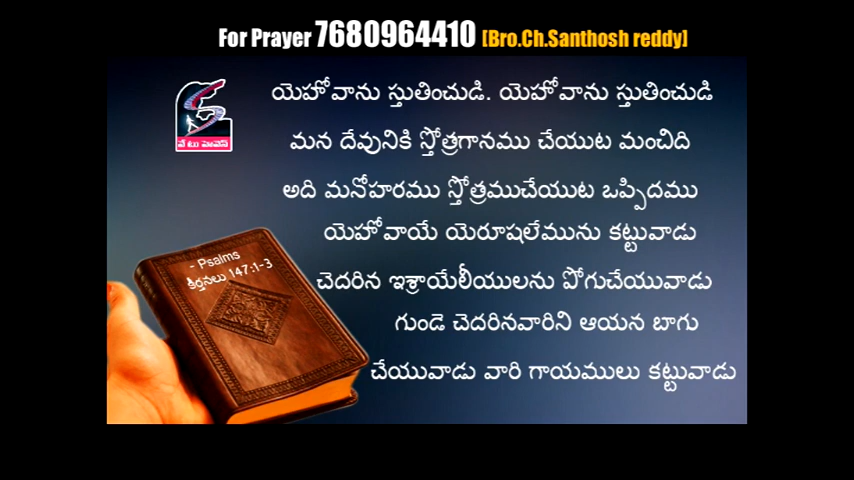 For Prayer 7680964410 [Bro.Ch.Santhosh reddy]
యెహోవాను స్తుతించుడి. యెహోవాను స్తుతించుడి
మన దేవునికి స్తోత్రగానము చేయుట మంచిది
అది మనోహరము స్తోత్రముచేయుట ఒప్పిదము
యెహోవాయే యెరూషలేమును కట్టువాడు
చెదరిన ఇశ్రాయేలీయులను పోగుచేయువాడు
గుండె చెదరినవారిని ఆయన బాగు
చేయువాడు వారి గాయములు కట్టువాడు
వే టు హెవెన్
- Psalms
కీర్తనలు 147:1-3